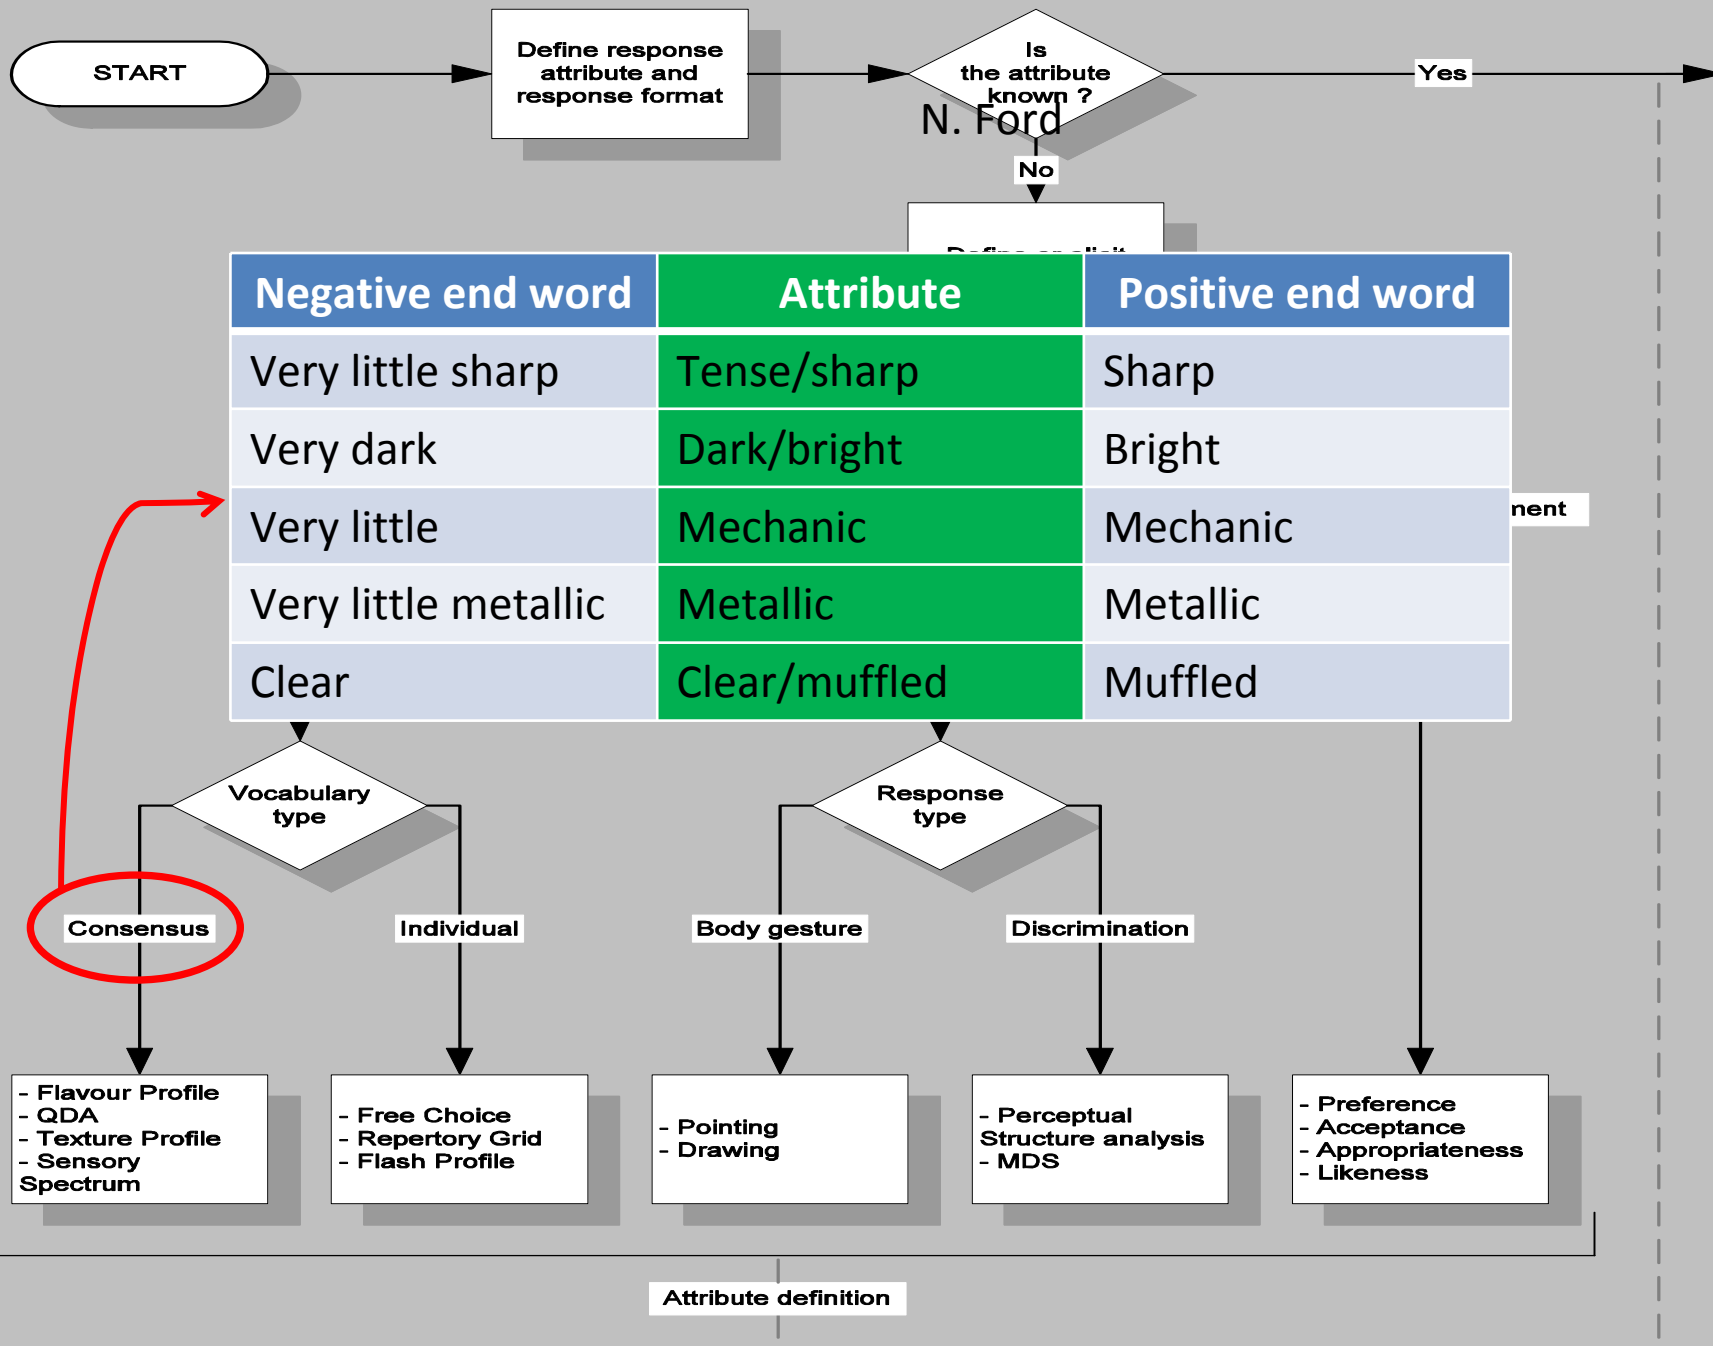 START
Define response
attribute and
response format
Is
the attribute
known ?
Yes
N. Ford
No
Negative end word
Attribute
Positive end word
Very little sharp
Tense/sharp
Sharp
Very dark
Dark/bright
Bright
Very little
Mechanic
Mechanic
Very little metallic
Metallic
Metallic
Clear
Clear/muffled
Muffled
Vocabulary
type
Response
type
Consensus
Individual
Body gesture
Discrimination
- Flavour Profile
- QDA
- Texture Profile
- Sensory
Spectrum
- Free Choice
- Repertory Grid
- Flash Profile
- Pointing
- Drawing
- Perceptual
Structure analysis
- MDS
- Preference
- Acceptance
- Appropriateness
- Likeness
Attribute definition